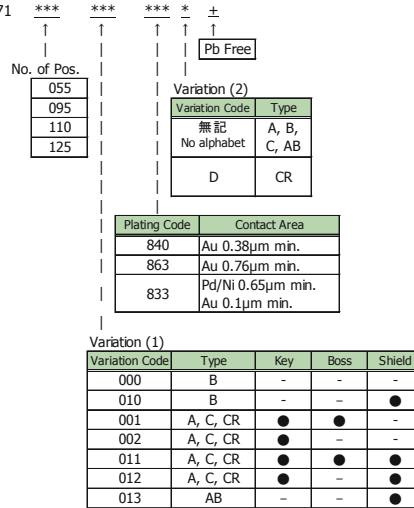 71 *** *** *** * +
Pb Free
No. of Pos.
055
095
110
125
Variation (2)
Variation Code Type
無記 No alphabet A, B, C, AB
D CR
Plating Code Contact Area
840 Au 0.38μm min.
863 Au 0.76μm min.
833 Pd/Ni 0.65μm min.
Au 0.1μm min.
Variation (1)
Variation Code Type Key Boss Shield
000 B - - -
010 B - – ●
001 A, C, CR ● ● -
002 A, C, CR ● – -
011 A, C, CR ● ● ●
012 A, C, CR ● – ●
013 AB – – ●